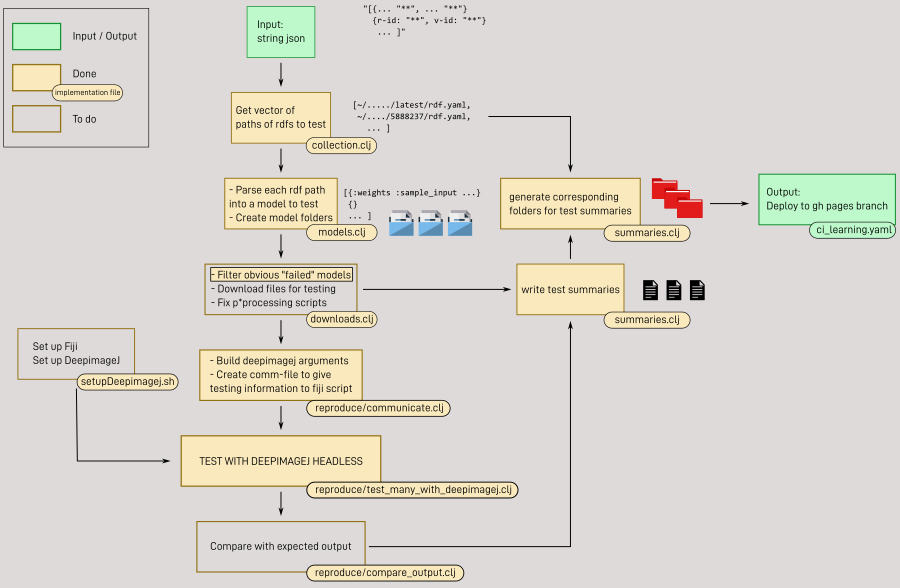 Input / Output
Done
implementation file
To do
Input:
string json
"[{... "**", ... "**"}
{r-id: "**", v-id: "**"}
... ]"
Get vector of
paths of rdfs to test
collection.clj
[~/...../latest/rdf.yaml,
~/..../5888237/rdf.yaml,
... ]
- Parse each rdf path
into a model to test
- Create model folders
models.clj
[{:weights :sample_input ...}
{}
... ]
generate corresponding
folders for test summaries
summaries.clj
Output:
Deploy to gh pages branch
ci_learning.yaml
- Filter obvious "failed" models
- Download files for testing
- Fix p*processing scripts
downloads.clj
write test summaries
summaries.clj
Set up Fiji
Set up DeepimageJ
setupDeepimagej.sh
- Build deepimagej arguments
- Create comm-file to give
testing information to fiji script
reproduce/communicate.clj
TEST WITH DEEPIMAGEJ HEADLESS
reproduce/test_many_with_deepimagej.clj
Compare with expected output
reproduce/compare_output.clj